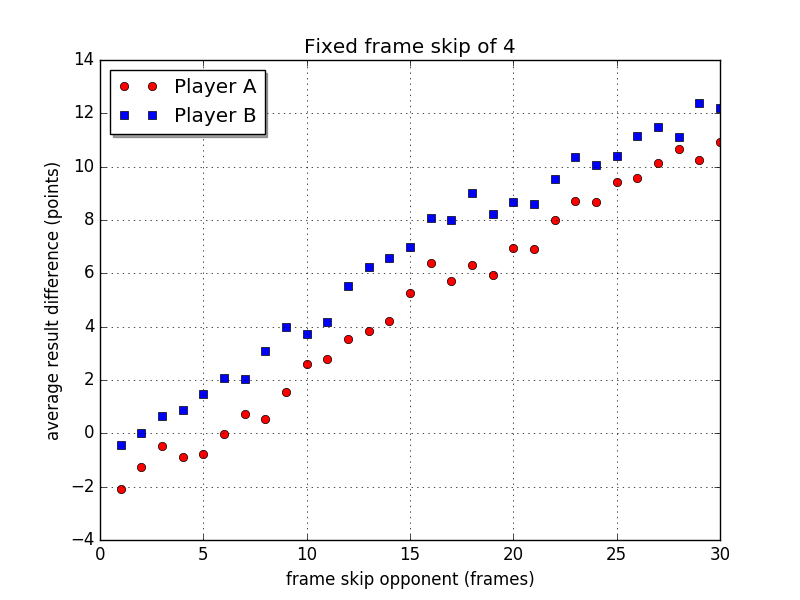 Fixed frame skip of 4
Player A
Player B
average result difference (points)
14
12
10
8
6
4
2
0
−2
−4
0 5 10 15 20 25 30
frame skip opponent (frames)